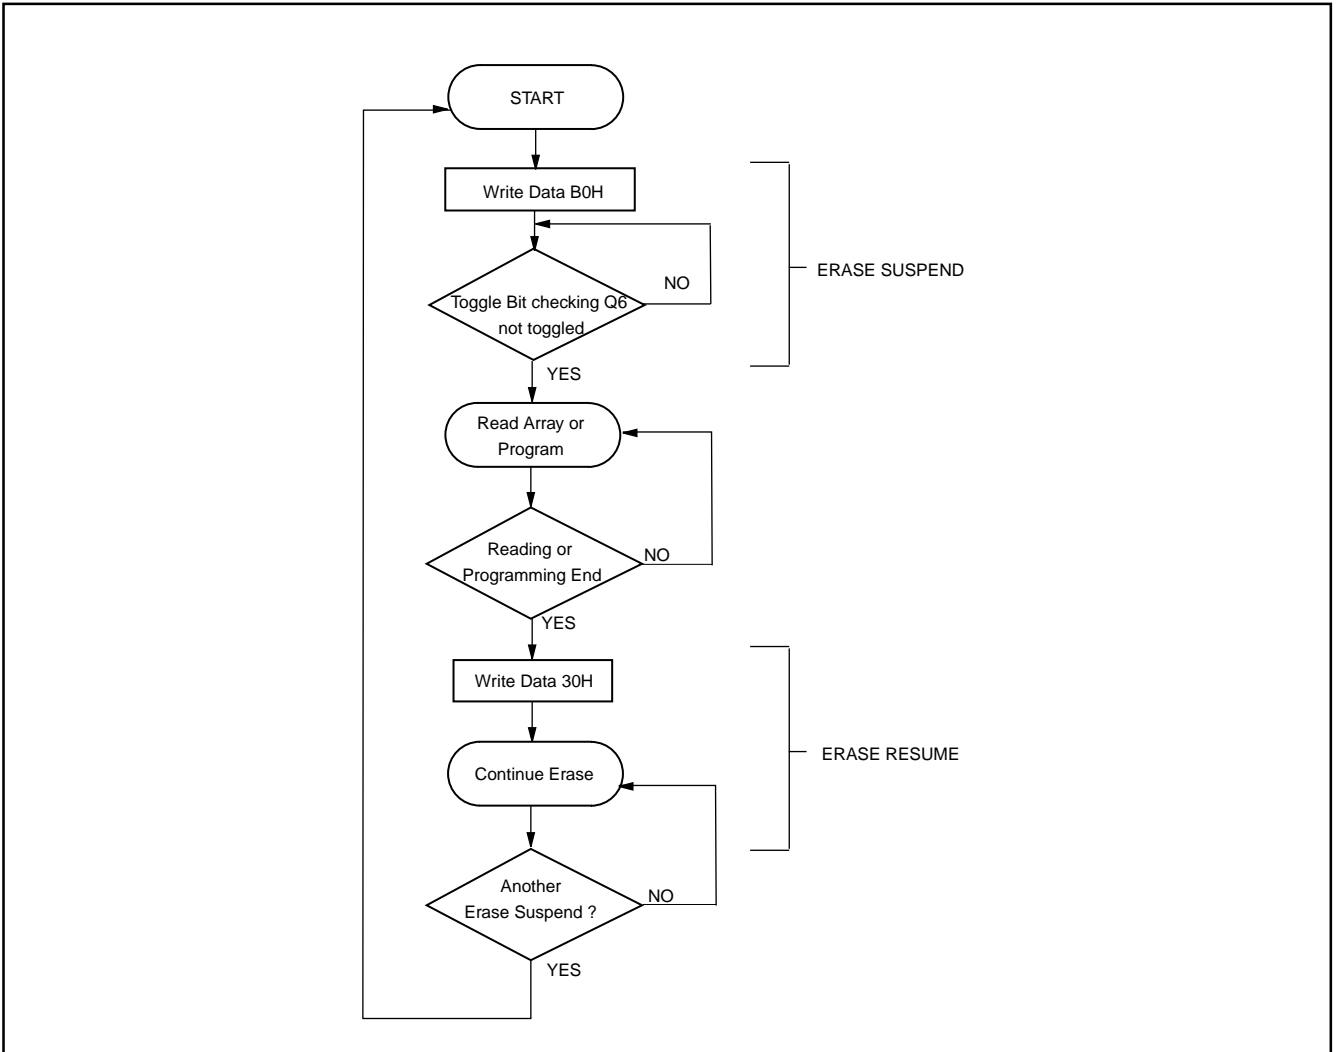 START
Write Data B0H
ERASE SUSPEND
NO
Toggle Bit checking Q6
not toggled
YES
Read Array or
Program
Reading or
NO
Programming End
YES
Write Data 30H
ERASE RESUME
Continue Erase
Another
NO
Erase Suspend ?
YES